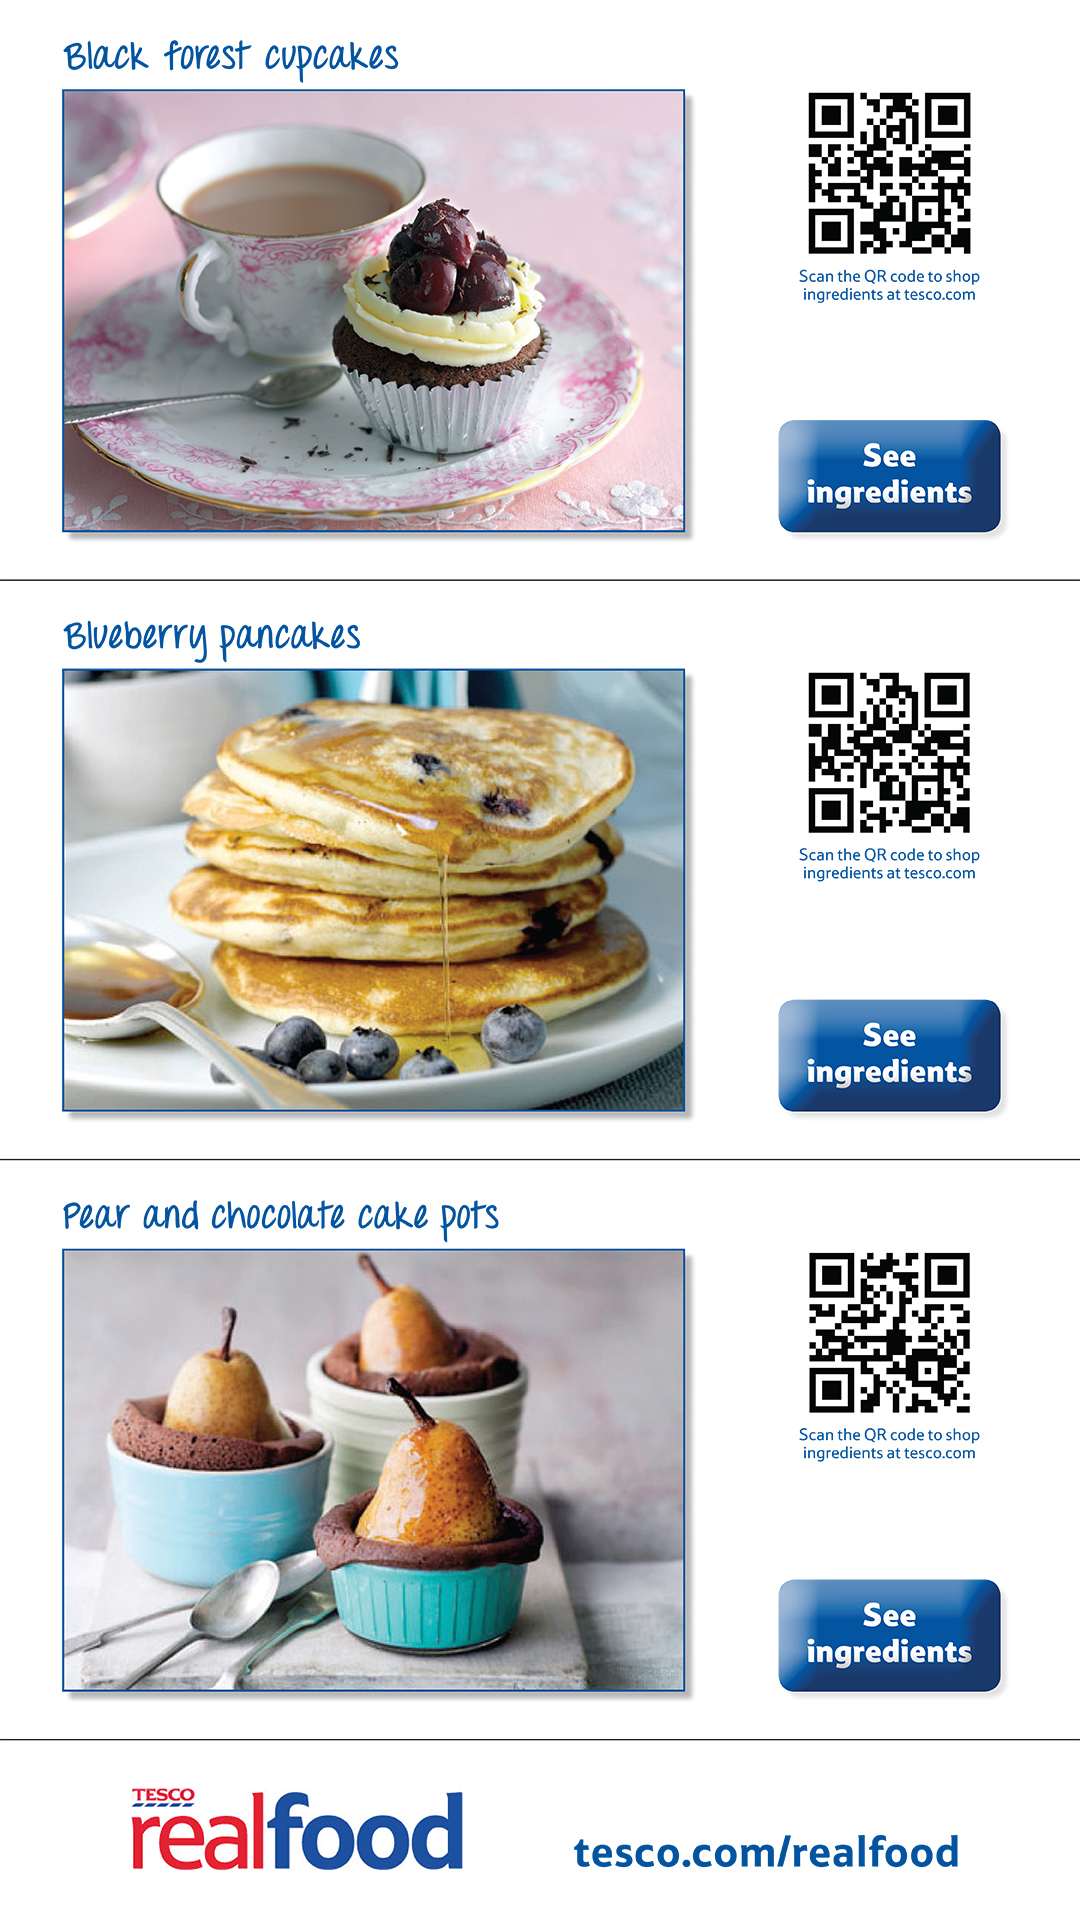 Black forest cupcakes
Scan the QR code to shop
ingredients at tesco.com
See
ingredients
Blueberry pancakes
Scan the QR code to shop
ingredients at tesco.com
See
ingredients
Pear and chocolate cake pots
Scan the QR code to shop
ingredients at tesco.com
See
ingredients
TESCO
realfood
tesco.com/realfood